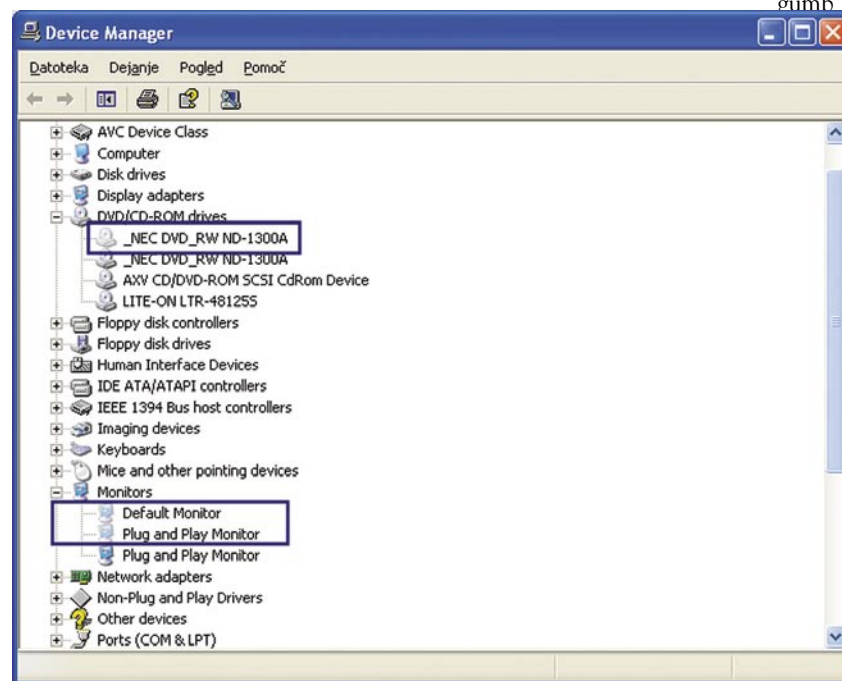 gumb
Device Manager
Datoteka Dejanje Pogled Pomoč
AVC Device Class
Computer
Disk drives
Display adapters
DVD/CD-ROM drives
_NEC DVD_RW ND-1300A
_NEC DVD_RW ND-1300A
AXV CD/DVD-ROM SCSI CdRom Device
LITE-ON LTR-48125S
Floppy disk controllers
Floppy disk drives
Human Interface Devices
IDE ATA/ATAPI controllers
IEEE 1394 Bus host controllers
Imaging devices
Keyboards
Mice and other pointing devices
Monitors
Default Monitor
Plug and Play Monitor
Plug and Play Monitor
Network adapters
Non-Plug and Play Drivers
Other devices
Ports (COM & LPT)